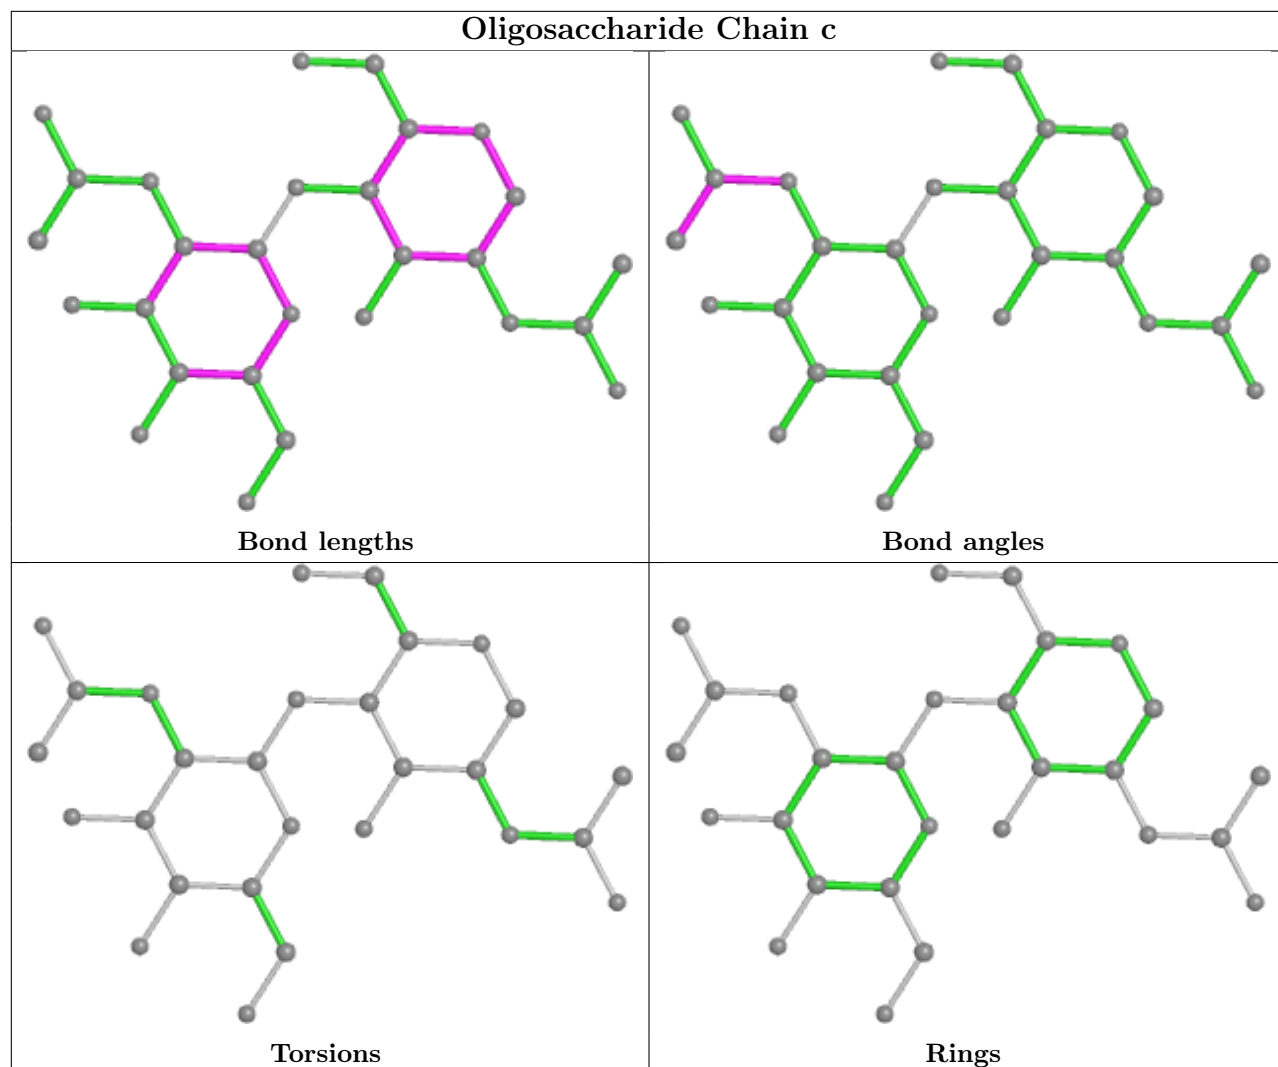 Oligosaccharide Chain c
Bond lengths
Bond angles
Torsions
Rings